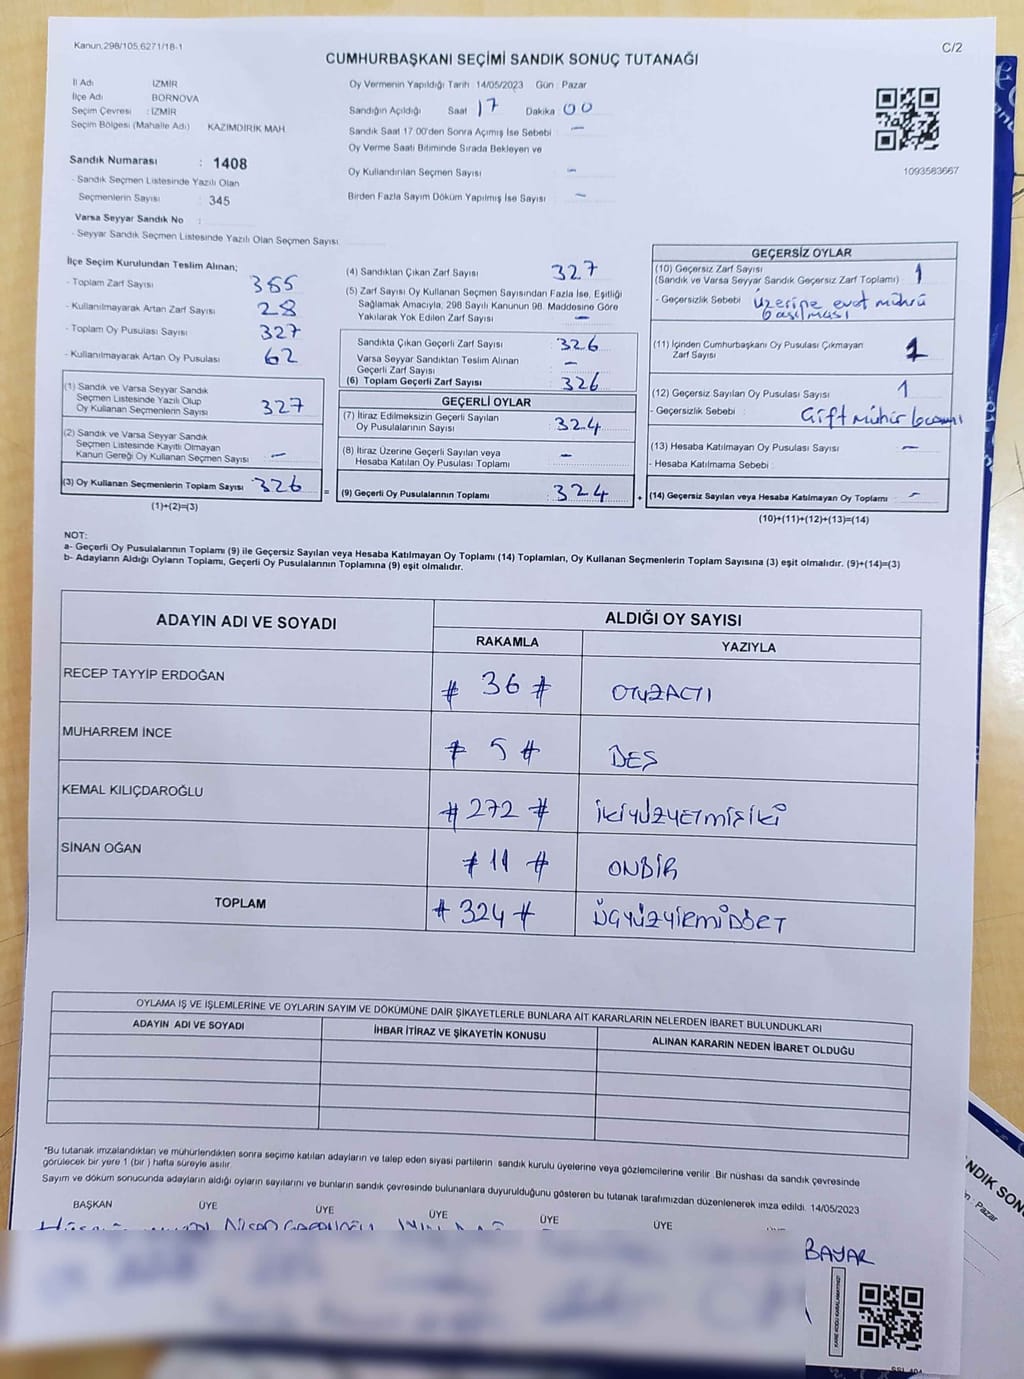 Kanun,298/105,6271/18-1
C/2
CUMHURBAŞKANI SEÇİMİ SANDIK SONUÇ TUTANAĞI
İl Adı İZMİR
İlçe Adı BORNOVA
Seçim Çevresi : İZMİR
Seçim Bölgesi (Mahalle Adı) KAZIMDİRİK MAH.
Sandık Numarası : 1408
- Sandık Seçmen Listesinde Yazılı Olan
Seçmenlerin Sayısı 345
Varsa Seyyar Sandık No :
- Seyyar Sandık Seçmen Listesinde Yazılı Olan Seçmen Sayısı
Oy Vermenin Yapıldığı Tarih 14/05/2023 Gün : Pazar
Sandığın Açıldığı Saat 17 Dakika 00
Sandık Saat 17 00'den Sonra Açılmış İse Sebebi –
Oy Verme Saati Bitiminde Sırada Bekleyen ve
Oy Kullandırılan Seçmen Sayısı –
Birden Fazla Sayım Döküm Yapılmış İse Sayısı –
1093583667
İlçe Seçim Kurulundan Teslim Alınan;
- Toplam Zarf Sayısı 355
- Kullanılmayarak Artan Zarf Sayısı 28
- Toplam Oy Pusulası Sayısı 327
- Kullanılmayarak Artan Oy Pusulası 62
(1) Sandık ve Varsa Seyyar Sandık
Seçmen Listesinde Yazılı Olup
Oy Kullanan Seçmenlerin Sayısı 327
(2) Sandık ve Varsa Seyyar Sandık
Seçmen Listesinde Kayıtlı Olmayan
Kanun Gereği Oy Kullanan Seçmen Sayısı –
(3) Oy Kullanan Seçmenlerin Toplam Sayısı 326
(1)+(2)=(3)
(4) Sandıktan Çıkan Zarf Sayısı 327
(5) Zarf Sayısı Oy Kullanan Seçmen Sayısından Fazla İse, Eşitliği
Sağlamak Amacıyla, 298 Sayılı Kanunun 98. Maddesine Göre
Yakılarak Yok Edilen Zarf Sayısı –
Sandıkta Çıkan Geçerli Zarf Sayısı : 326
Varsa Seyyar Sandıktan Teslim Alınan
Geçerli Zarf Sayısı –
(6) Toplam Geçerli Zarf Sayısı 326
GEÇERLİ OYLAR
(7) İtiraz Edilmeksizin Geçerli Sayılan
Oy Pusulalarının Sayısı : 324
(8) İtiraz Üzerine Geçerli Sayılan veya
Hesaba Katılan Oy Pusulası Toplamı –
= (9) Geçerli Oy Pusulalarının Toplamı : 324
GEÇERSİZ OYLAR
(10) Geçersiz Zarf Sayısı
(Sandık ve Varsa Seyyar Sandık Geçersiz Zarf Toplamı) 1
- Geçersizlik Sebebi Üzerine evet mührü
basılması
(11) İçinden Cumhurbaşkanı Oy Pusulası Çıkmayan
Zarf Sayısı 1
(12) Geçersiz Sayılan Oy Pusulası Sayısı 1
- Geçersizlik Sebebi : Çift mühür
(13) Hesaba Katılmayan Oy Pusulası Sayısı –
- Hesaba Katılmama Sebebi
+ (14) Geçersiz Sayılan veya Hesaba Katılmayan Oy Toplamı –
(10)+(11)+(12)+(13)=(14)
NOT:
a- Geçerli Oy Pusulalarının Toplamı (9) ile Geçersiz Sayılan veya Hesaba Katılmayan Oy Toplamı (14) Toplamları, Oy Kullanan Seçmenlerin Toplam Sayısına (3) eşit olmalıdır. (9)+(14)=(3)
b- Adayların Aldığı Oyların Toplamı, Geçerli Oy Pusulalarının Toplamına (9) eşit olmalıdır.
ADAYIN ADI VE SOYADI ALDIĞI OY SAYISI
RAKAMLA YAZIYLA
RECEP TAYYİP ERDOĞAN # 36 # OTUZALTI
MUHARREM İNCE # 5 # BEŞ
KEMAL KILIÇDAROĞLU # 272 # İKİYÜZYETMİŞİKİ
SİNAN OĞAN # 11 # ONBİR
TOPLAM # 324 # ÜÇYÜZYİRMİDÖRT
OYLAMA İŞ VE İŞLEMLERİNE VE OYLARIN SAYIM VE DÖKÜMÜNE DAİR ŞİKAYETLERLE BUNLARA AİT KARARLARIN NELERDEN İBARET BULUNDUKLARI
ADAYIN ADI VE SOYADI İHBAR İTİRAZ VE ŞİKAYETİN KONUSU ALINAN KARARIN NEDEN İBARET OLDUĞU
*Bu tutanak imzalandıktan ve mühürlendikten sonra seçime katılan adayların ve talep eden siyasi partilerin sandık kurulu üyelerine veya gözlemcilerine verilir. Bir nüshası da sandık çevresinde
görülecek bir yere 1 (bir ) hafta süreyle asılır.
Sayım ve döküm sonucunda adayların aldığı oyların sayılarını ve bunların sandık çevresinde bulunanlara duyurulduğunu gösteren bu tutanak tarafımızdan düzenlenerek imza edildi. 14/05/2023
BAŞKAN ÜYE ÜYE ÜYE ÜYE ÜYE
BAYAR
NDIK SON
: Pazar